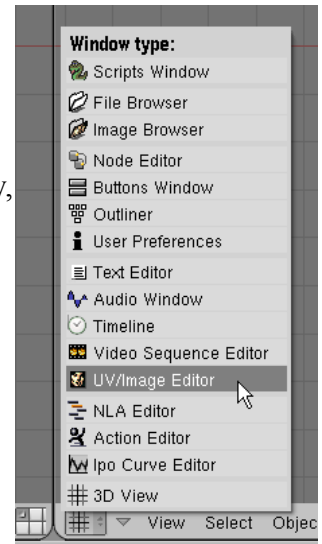 Window type:
Scripts Window
File Browser
Image Browser
Node Editor
Buttons Window
Outliner
User Preferences
Text Editor
Audio Window
Timeline
Video Sequence Editor
UV/Image Editor
NLA Editor
Action Editor
Ipo Curve Editor
3D View
View Select Objec